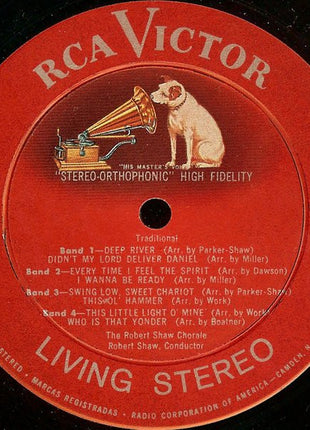 RCA VICTOR
"HIS MASTER'S VOICE"
"STEREO-ORTHOPHONIC" HIGH FIDELITY
Traditional
Band 1—DEEP RIVER (Arr. by Parker-Shaw)
DIDN'T MY LORD DELIVER DANIEL (Arr. by Miller)
Band 2—EVERY TIME I FEEL THE SPIRIT (Arr. by Dawson)
I WANNA BE READY (Arr. by Miller)
Band 3—SWING LOW, SWEET CHARIOT (Arr. by Parker-Shaw)
THIS OL' HAMMER (Arr. by Work)
Band 4—THIS LITTLE LIGHT O' MINE (Arr. by Work)
WHO IS THAT YONDER (Arr. by Boatner)
The Robert Shaw Chorale
Robert Shaw, Conductor
LIVING STEREO
STEREO • MARCAS REGISTRADAS • RADIO CORPORATION OF AMERICA—CAMDEN, N.